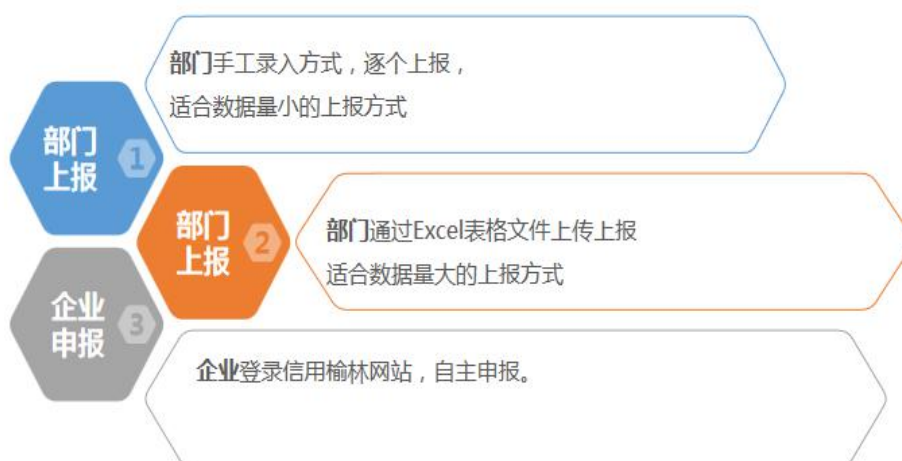 部门手工录入方式，逐个上报，
适合数据量小的上报方式
部门
上报
1
部门
上报
2
部门通过Excel表格文件上传上报
适合数据量大的上报方式
企业
申报
3
企业登录信用榆林网站，自主申报。